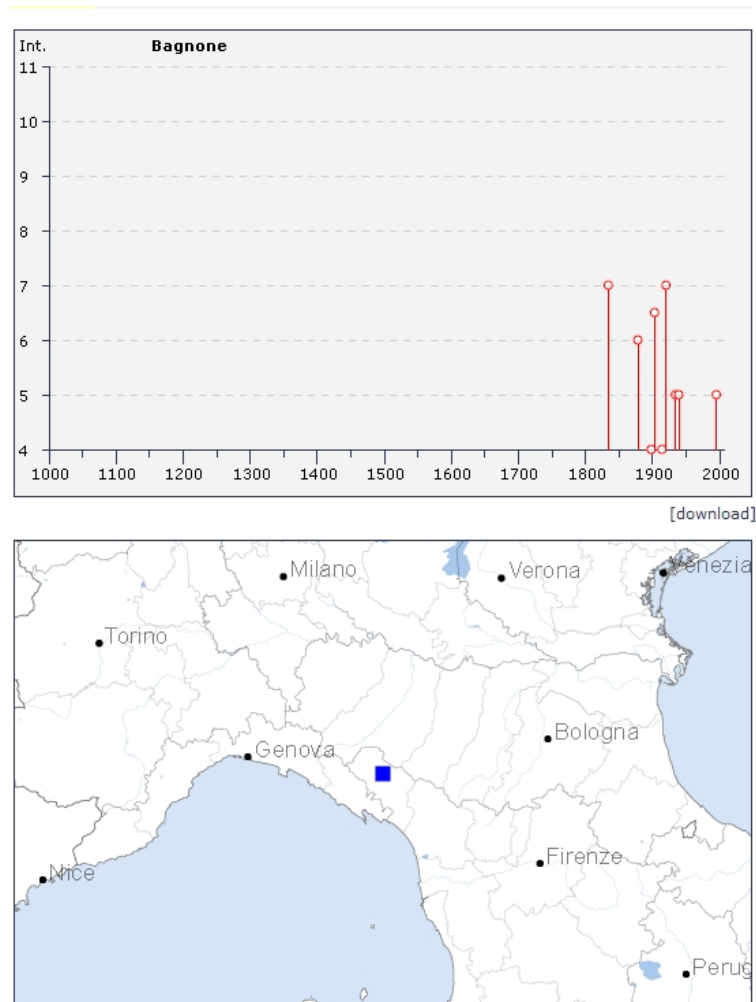 Int. Bagnone
11
10
9
8
7
6
5
4
1000 1100 1200 1300 1400 1500 1600 1700 1800 1900 2000
[download]
Milano
Verona
Venezia
Torino
Bologna
Genova
Firenze
Nice
Perug